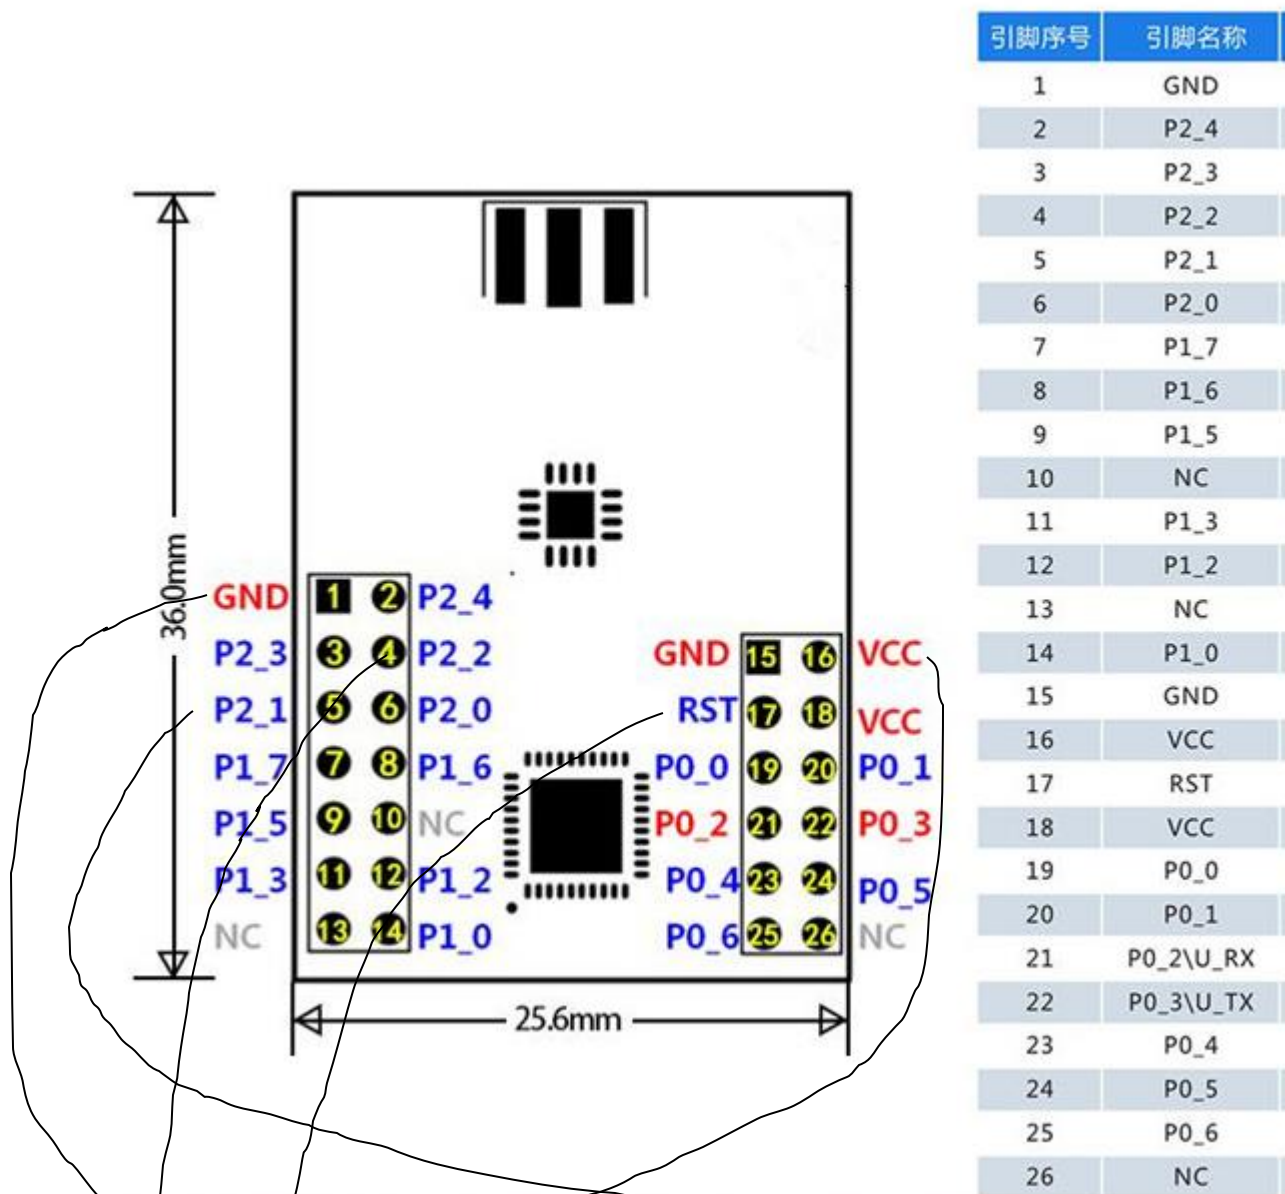 36.0mm
GND 1 2 P2_4
P2_3 3 4 P2_2
P2_1 5 6 P2_0
P1_7 7 8 P1_6
P1_5 9 10 NC
P1_3 11 12 P1_2
NC 13 14 P1_0
GND 15 16 VCC
RST 17 18 VCC
P0_0 19 20 P0_1
P0_2 21 22 P0_3
P0_4 23 24 P0_5
P0_6 25 26 NC
25.6mm
引脚序号 引脚名称
1 GND
2 P2_4
3 P2_3
4 P2_2
5 P2_1
6 P2_0
7 P1_7
8 P1_6
9 P1_5
10 NC
11 P1_3
12 P1_2
13 NC
14 P1_0
15 GND
16 VCC
17 RST
18 VCC
19 P0_0
20 P0_1
21 P0_2\U_RX
22 P0_3\U_TX
23 P0_4
24 P0_5
25 P0_6
26 NC